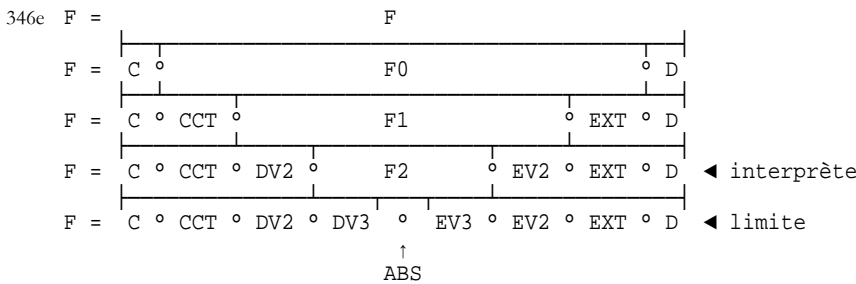 346e F = F
F = C º F0 º D
F = C º CCT º F1 º EXT º D
F = C º CCT º DV2 º F2 º EV2 º EXT º D ◄ interprète
F = C º CCT º DV2 º DV3 º EV3 º EV2 º EXT º D ◄ limite
↑
ABS